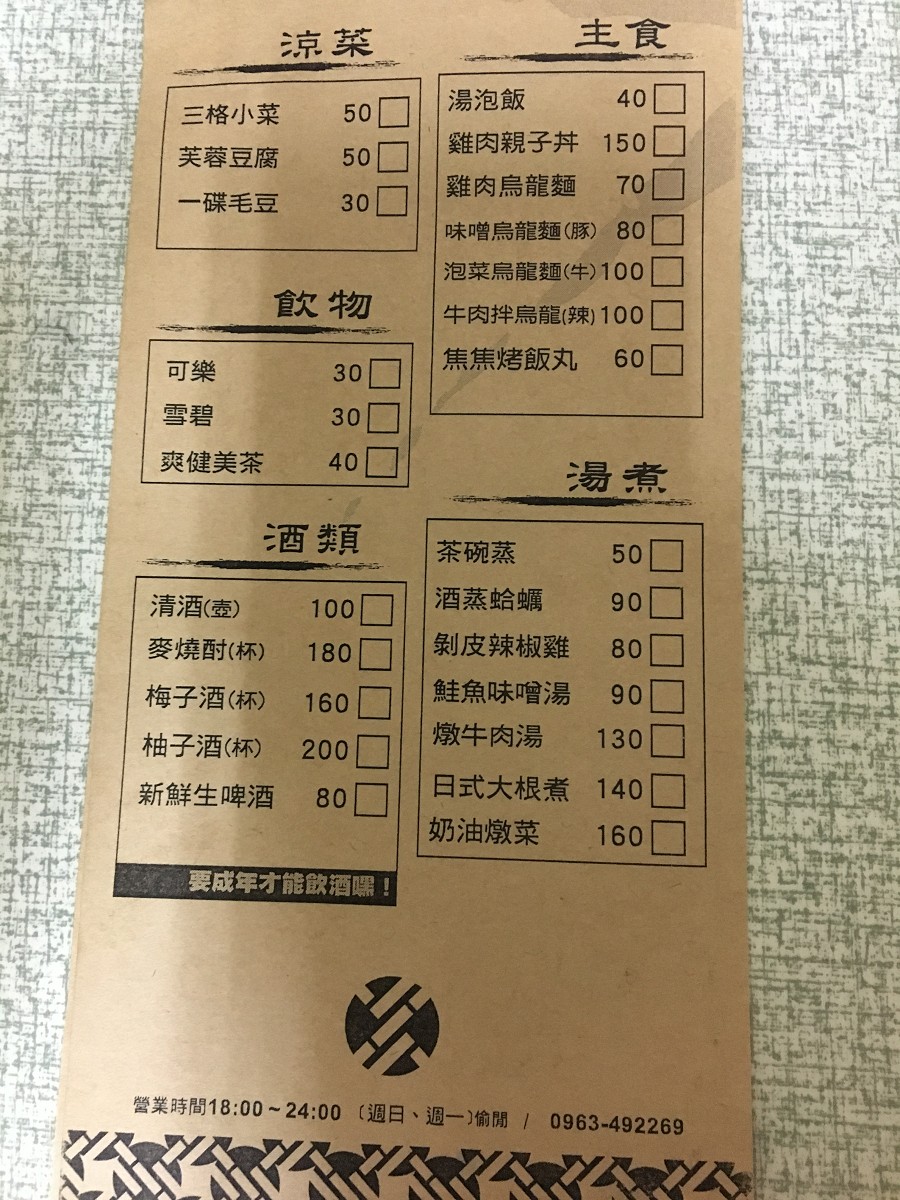 涼菜
三格小菜 50
芙蓉豆腐 50
一碟毛豆 30
飲物
可樂 30
雪碧 30
爽健美茶 40
酒類
清酒(壺) 100
麥燒酎(杯) 180
梅子酒(杯) 160
柚子酒(杯) 200
新鮮生啤酒 80
要成年才能飲酒嘿！
主食
湯泡飯 40
雞肉親子丼 150
雞肉烏龍麵 70
味噌烏龍麵(豚) 80
泡菜烏龍麵(牛) 100
牛肉拌烏龍(辣) 100
焦焦烤飯丸 60
湯煮
茶碗蒸 50
酒蒸蛤蠣 90
剝皮辣椒雞 80
鮭魚味噌湯 90
燉牛肉湯 130
日式大根煮 140
奶油燉菜 160
營業時間18:00～24:00 〔週日、週一〕偷閒 / 0963-492269